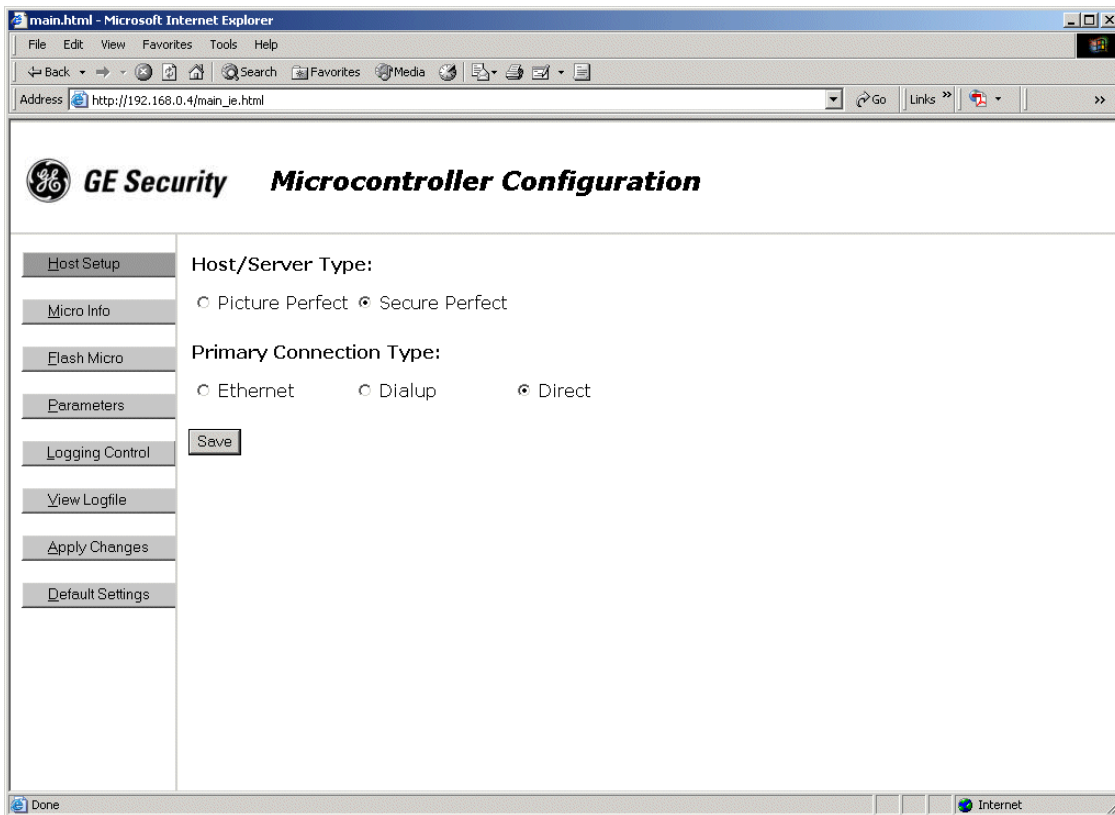 main.html - Microsoft Internet Explorer
File Edit View Favorites Tools Help
Back Search Favorites Media
Address http://192.168.0.4/main_ie.html Go Links »  »
GE Security Microcontroller Configuration
Host Setup
Micro Info
Flash Micro
Parameters
Logging Control
View Logfile
Apply Changes
Default Settings
Host/Server Type:
Picture Perfect Secure Perfect
Primary Connection Type:
Ethernet Dialup Direct
Save
Done Internet